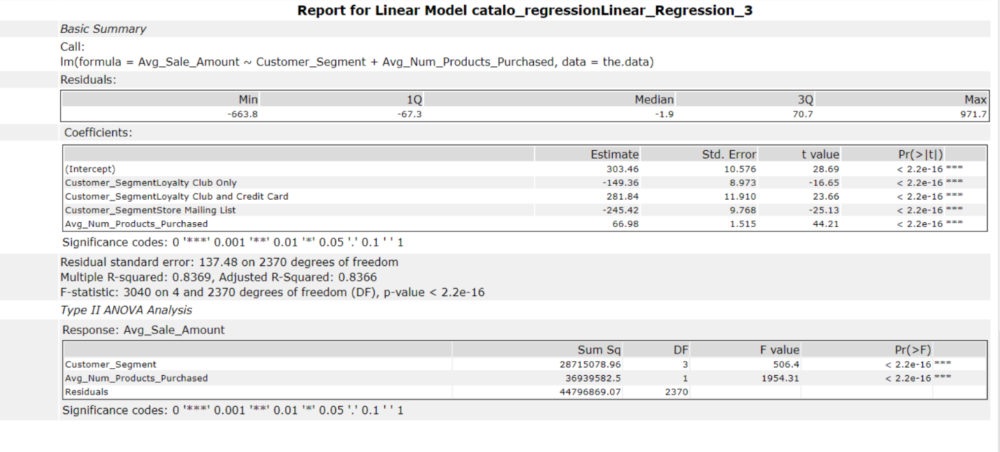 Report for Linear Model catalo_regressionLinear_Regression_3
Basic Summary
Call:
lm(formula = Avg_Sale_Amount ~ Customer_Segment + Avg_Num_Products_Purchased, data = the.data)
Residuals:
Min 1Q Median 3Q Max
-663.8 -67.3 -1.9 70.7 971.7
Coefficients:
Estimate Std. Error t value Pr(>|t|)
(Intercept) 303.46 10.576 28.69 < 2.2e-16 ***
Customer_SegmentLoyalty Club Only -149.36 8.973 -16.65 < 2.2e-16 ***
Customer_SegmentLoyalty Club and Credit Card 281.84 11.910 23.66 < 2.2e-16 ***
Customer_SegmentStore Mailing List -245.42 9.768 -25.13 < 2.2e-16 ***
Avg_Num_Products_Purchased 66.98 1.515 44.21 < 2.2e-16 ***
Significance codes: 0 '***' 0.001 '**' 0.01 '*' 0.05 '.' 0.1 ' ' 1
Residual standard error: 137.48 on 2370 degrees of freedom
Multiple R-squared: 0.8369, Adjusted R-Squared: 0.8366
F-statistic: 3040 on 4 and 2370 degrees of freedom (DF), p-value < 2.2e-16
Type II ANOVA Analysis
Response: Avg_Sale_Amount
Sum Sq DF F value Pr(>F)
Customer_Segment 28715078.96 3 506.4 < 2.2e-16 ***
Avg_Num_Products_Purchased 36939582.5 1 1954.31 < 2.2e-16 ***
Residuals 44796869.07 2370
Significance codes: 0 '***' 0.001 '**' 0.01 '*' 0.05 '.' 0.1 ' ' 1